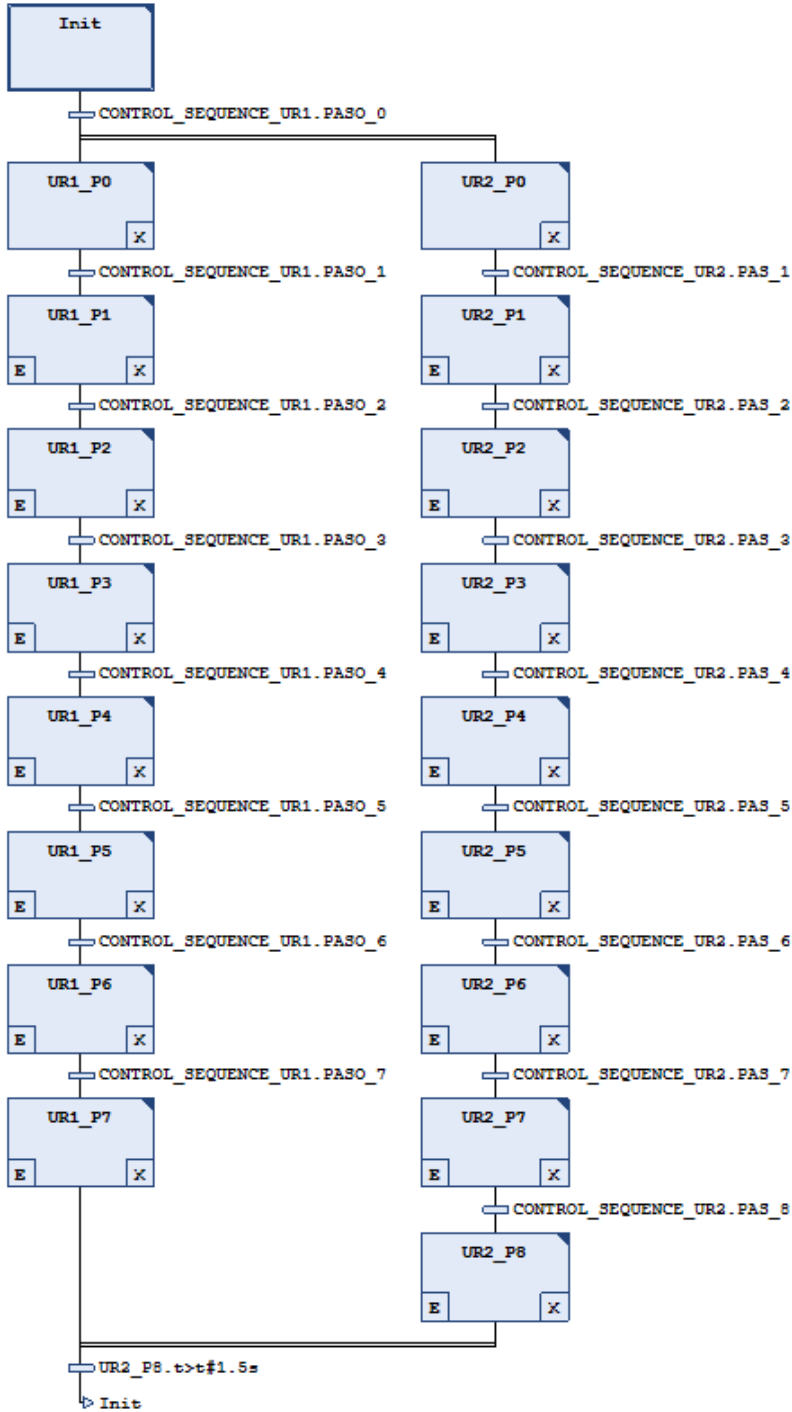 Init
CONTROL_SEQUENCE_UR1.PASO_0
UR1_P0 UR2_P0
X X
CONTROL_SEQUENCE_UR1.PASO_1 CONTROL_SEQUENCE_UR2.PAS_1
UR1_P1 UR2_P1
E X E X
CONTROL_SEQUENCE_UR1.PASO_2 CONTROL_SEQUENCE_UR2.PAS_2
UR1_P2 UR2_P2
E X E X
CONTROL_SEQUENCE_UR1.PASO_3 CONTROL_SEQUENCE_UR2.PAS_3
UR1_P3 UR2_P3
E X E X
CONTROL_SEQUENCE_UR1.PASO_4 CONTROL_SEQUENCE_UR2.PAS_4
UR1_P4 UR2_P4
E X E X
CONTROL_SEQUENCE_UR1.PASO_5 CONTROL_SEQUENCE_UR2.PAS_5
UR1_P5 UR2_P5
E X E X
CONTROL_SEQUENCE_UR1.PASO_6 CONTROL_SEQUENCE_UR2.PAS_6
UR1_P6 UR2_P6
E X E X
CONTROL_SEQUENCE_UR1.PASO_7 CONTROL_SEQUENCE_UR2.PAS_7
UR1_P7 UR2_P7
E X E X
CONTROL_SEQUENCE_UR2.PAS_8
UR2_P8
E X
UR2_P8.t>t#1.5s
Init